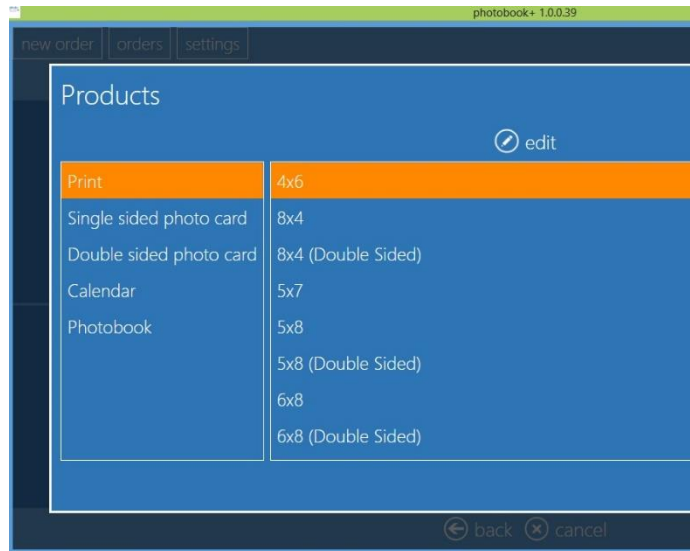 photobook+ 1.0.0.39
new order orders settings
Products
edit
Print
Single sided photo card
Double sided photo card
Calendar
Photobook
4x6
8x4
8x4 (Double Sided)
5x7
5x8
5x8 (Double Sided)
6x8
6x8 (Double Sided)
back cancel